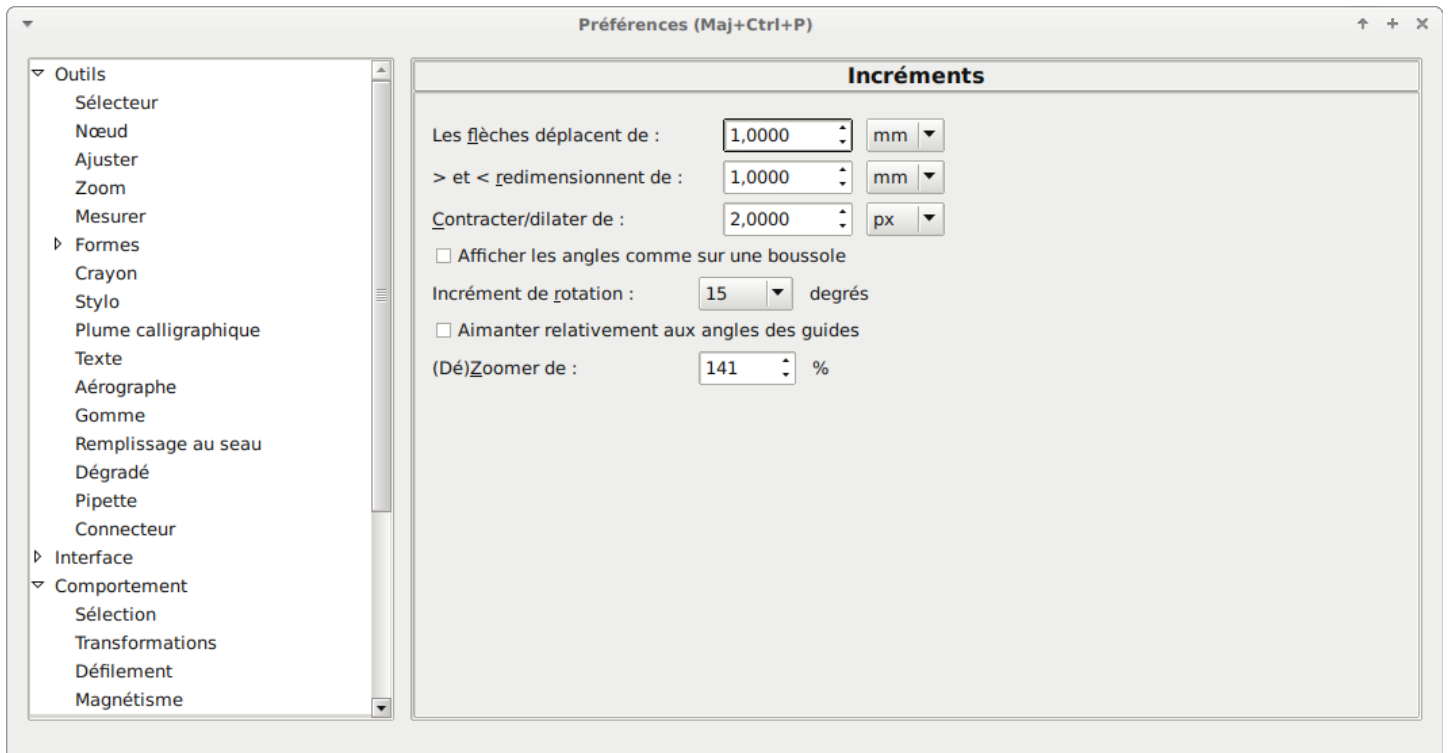 Préférences (Maj+Ctrl+P)
Outils
Sélecteur
Nœud
Ajuster
Zoom
Mesurer
Formes
Crayon
Stylo
Plume calligraphique
Texte
Aérographe
Gomme
Remplissage au seau
Dégradé
Pipette
Connecteur
Interface
Comportement
Sélection
Transformations
Défilement
Magnétisme
Incréments
Les flèches déplacent de : 1,0000 mm
> et < redimensionnent de : 1,0000 mm
Contracter/dilater de : 2,0000 px
Afficher les angles comme sur une boussole
Incrément de rotation : 15 degrés
Aimanter relativement aux angles des guides
(Dé)Zoomer de : 141 %